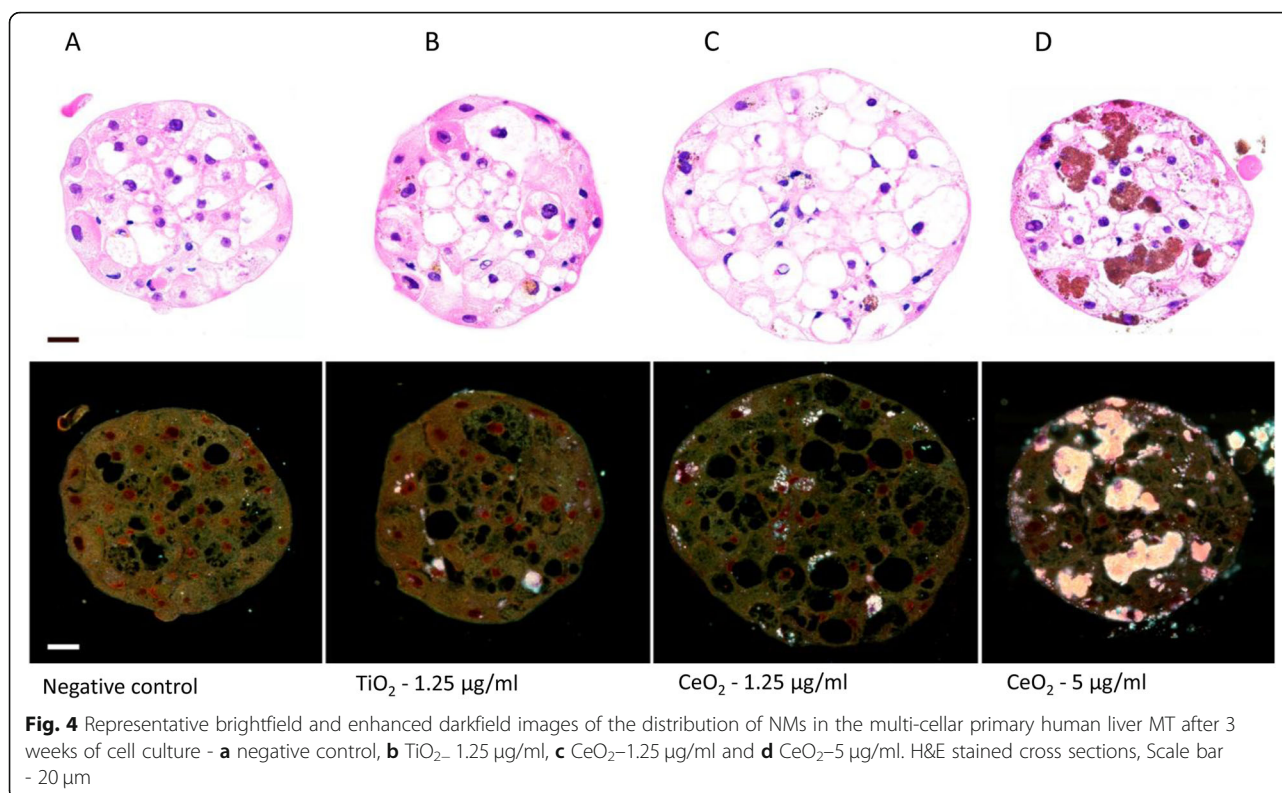 A B C D
Negative control TiO₂ - 1.25 µg/ml CeO₂ - 1.25 µg/ml CeO₂ - 5 µg/ml
Fig. 4 Representative brightfield and enhanced darkfield images of the distribution of NMs in the multi-cellar primary human liver MT after 3
weeks of cell culture - a negative control, b TiO₂₋ 1.25 µg/ml, c CeO₂–1.25 µg/ml and d CeO₂–5 µg/ml. H&E stained cross sections, Scale bar
- 20 µm